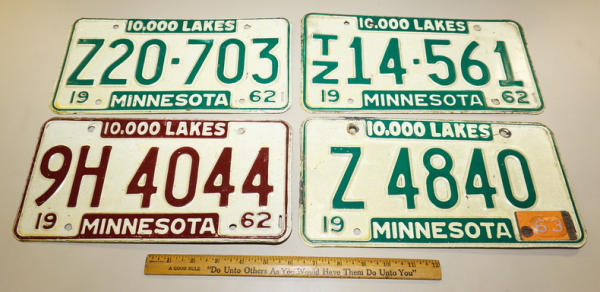 10,000 LAKES
Z20-703
19 MINNESOTA 62
10,000 LAKES
TN 14-561
19 MINNESOTA 62
10,000 LAKES
9H 4044
19 MINNESOTA 62
10,000 LAKES
Z 4840
19 MINNESOTA 63
A GOOD RULE "Do Unto Others As You Would Have Them Do Unto You"